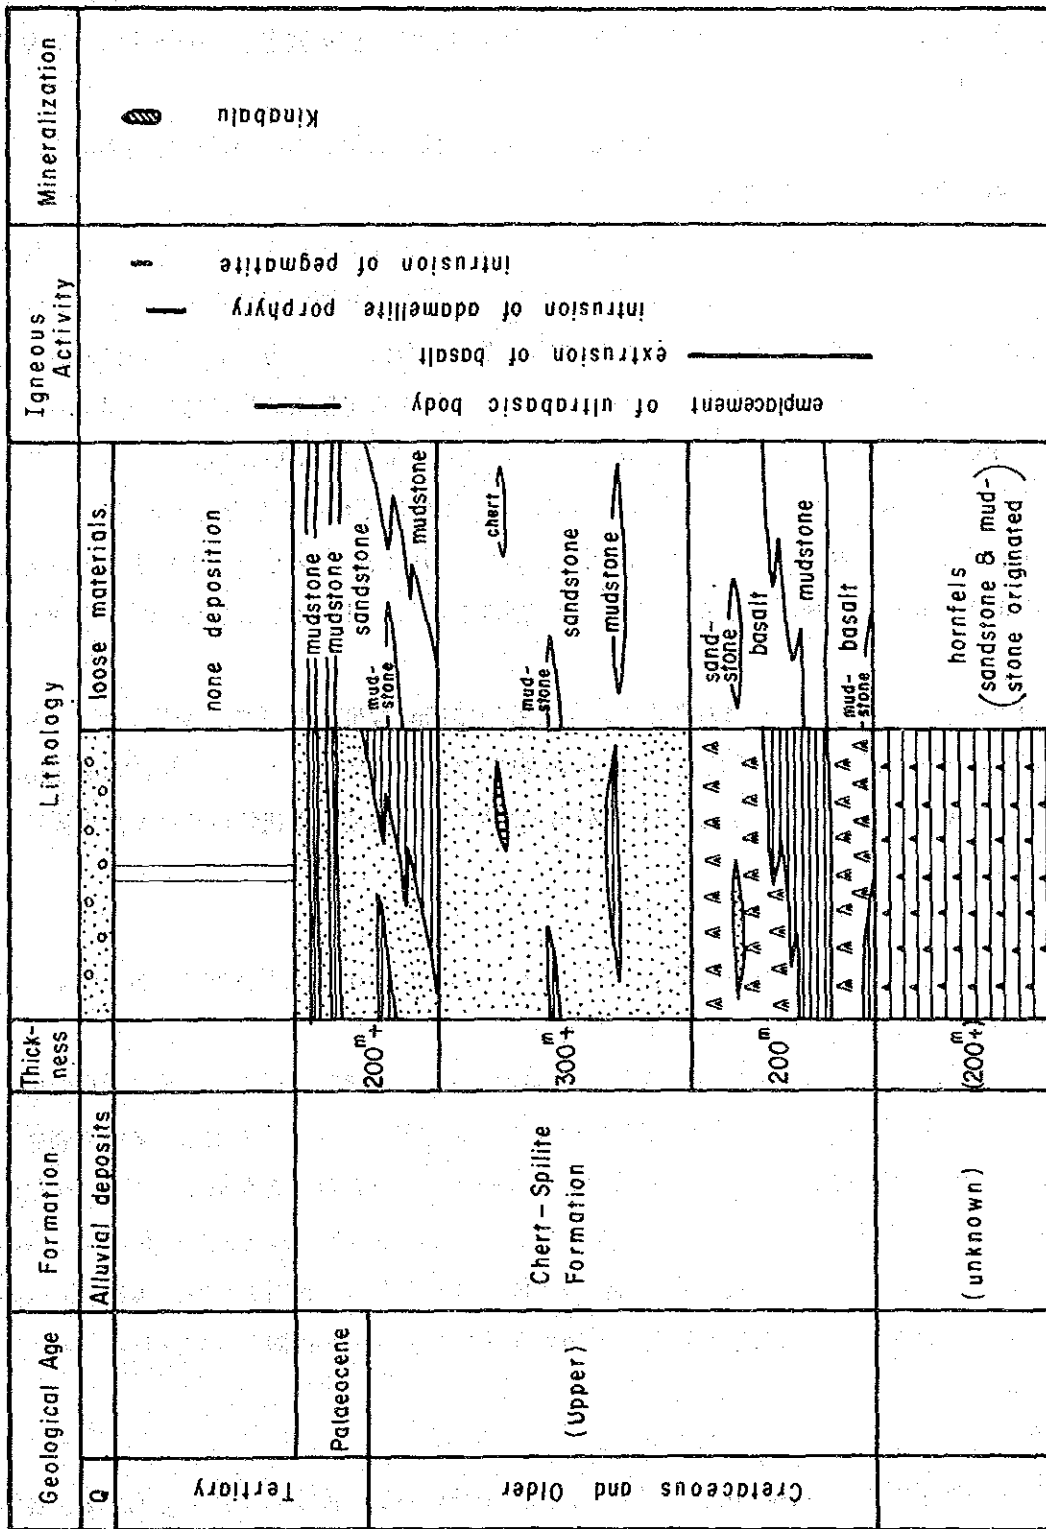 Geological Age
Formation
Thick-
ness
Lithology
Igneous
Activity
Mineralization
Q
Alluvial deposits
loose materials
Tertiary
none deposition
Palaeocene
Cretaceous and Older
(Upper)
Chert-Spilite
Formation
200m+
mudstone
mudstone
sandstone
mud-
stone
mudstone
300m+
chert
mud-
stone
sandstone
mudstone
200m
sand-
stone
basalt
mudstone
mud-
stone
basalt
(unknown)
(200m+)
hornfels
(sandstone & mud-
stone originated)
emplacement of ultrabasic body
extrusion of basalt
intrusion of adamellite porphyry
intrusion of pegmatite
Kinabalu